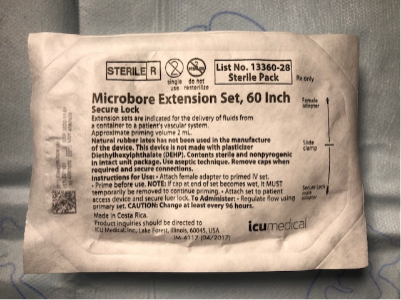 STERILE R
single use
do not resterilize
List No. 13360-28
Sterile Pack
Rx only
Microbore Extension Set, 60 Inch
Secure Lock
Extension sets are indicated for the delivery of fluids from
a container to a patient's vascular system.
Approximate priming volume 2 mL.
Natural rubber latex has not been used in the manufacture
of the device. This device is not made with plasticizer
Diethylhexylphthalate (DEHP). Contents sterile and nonpyrogenic
in intact unit package. Use aseptic technique. Remove caps when
required and secure connections.
Instructions for Use: • Attach female adapter to primed IV set.
• Prime before use. NOTE: If cap at end of set becomes wet, it MUST
temporarily be removed to continue priming. • Attach set to patient
access device and secure luer lock. To Administer: • Regulate flow using
primary set. CAUTION: Change at least every 96 hours.
Made in Costa Rica.
Product inquiries should be directed to
ICU Medical, Inc., Lake Forest, Illinois, 60045, USA
IM-4117 (04/2017)
Female adapter
Slide clamp
Secure Lock
adapter
icumedical